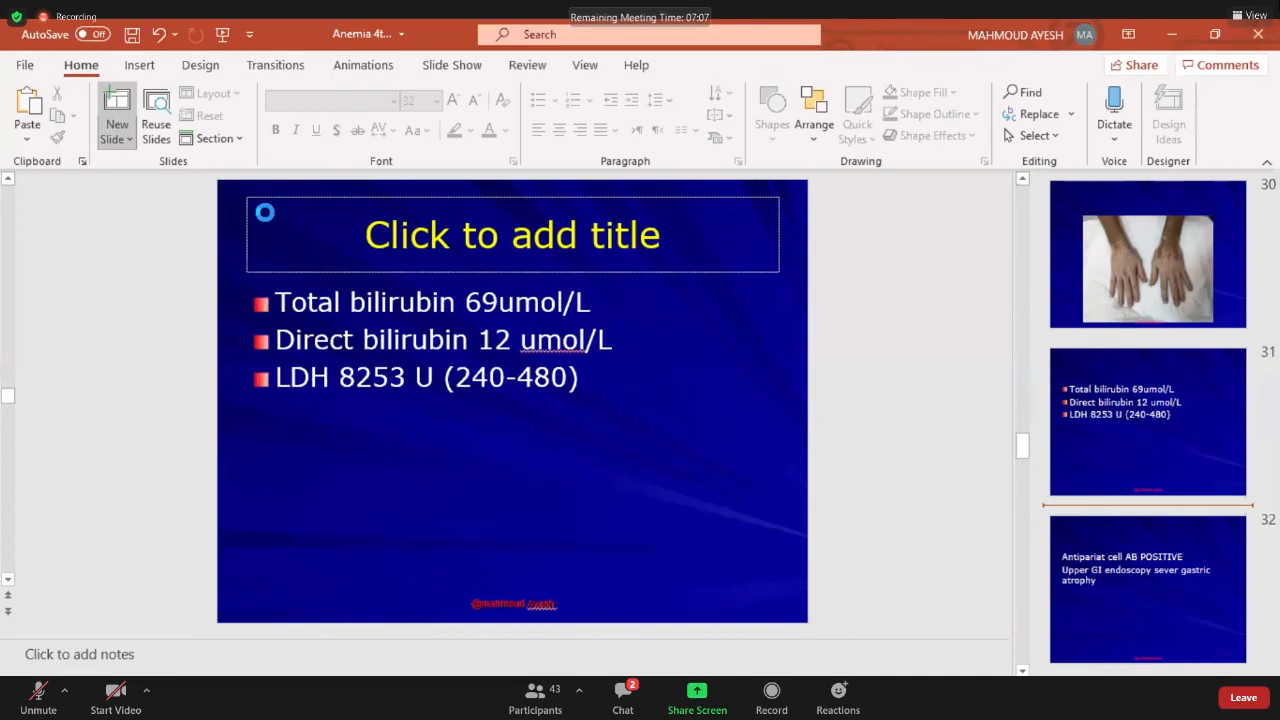 Recording
Remaining Meeting Time: 07:07
View
AutoSave Off
Anemia 4t...
Search
MAHMOUD AYESH MA
File Home Insert Design Transitions Animations Slide Show Review View Help
Share Comments
Paste
Clipboard
New Slide
Reuse Slides
Layout
Reset
Section
Slides
32
Font
Paragraph
Shapes
Arrange
Quick Styles
Shape Fill
Shape Outline
Shape Effects
Drawing
Find
Replace
Select
Editing
Dictate
Voice
Design Ideas
Designer
Click to add title
Total bilirubin 69umol/L
Direct bilirubin 12 umol/L
LDH 8253 U (240-480)
@mahmoud Ayesh
30
31
Total bilirubin 69umol/L
Direct bilirubin 12 umol/L
LDH 8253 U (240-480)
32
Antipariat cell AB POSITIVE
Upper GI endoscopy sever gastric
atrophy
Click to add notes
Unmute
Start Video
43
Participants
2
Chat
Share Screen
Record
Reactions
Leave